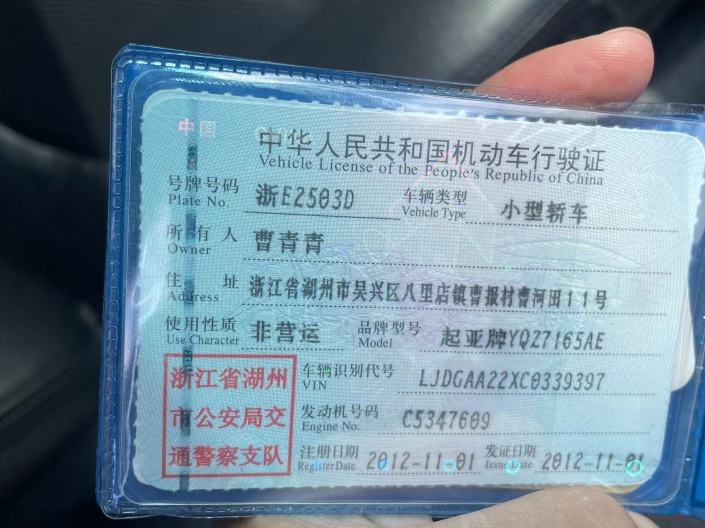 中国
中华人民共和国机动车行驶证
Vehicle License of the People's Republic of China
号牌号码 浙E2503D 车辆类型 小型轿车
Plate No. Vehicle Type
所有人 曹青青
Owner
住址 浙江省湖州市吴兴区八里店镇曹报村曹河田11号
Address
使用性质 非营运 品牌型号 起亚牌YQZ7165AE
Use Character Model
浙江省湖州
市公安局交
通警察支队
车辆识别代号 LJDGAA22XC0339397
VIN
发动机号码 C5347609
Engine No.
注册日期 2012-11-01 发证日期 2012-11-01
RegisterDate Issue Date